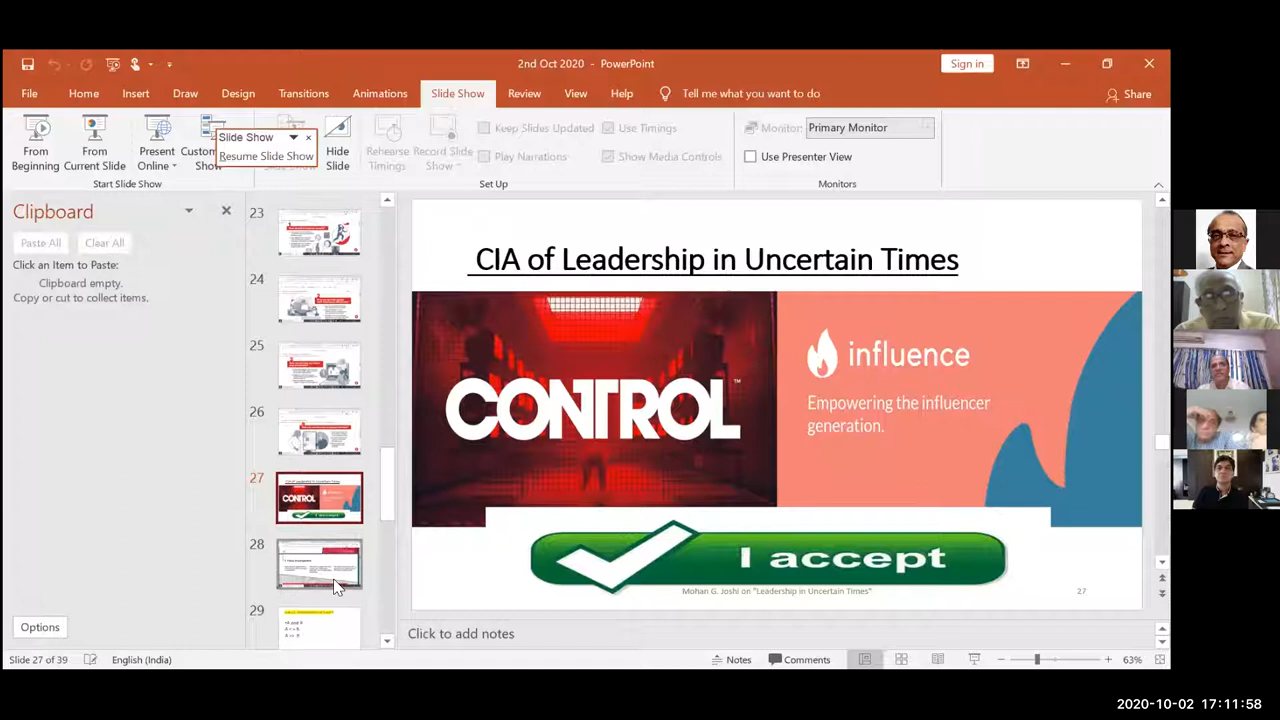 2nd Oct 2020 - PowerPoint
Sign in
File Home Insert Draw Design Transitions Animations Slide Show Review View Help Tell me what you want to do
Share
From Beginning
From Current Slide
Present Online
Slide Show
Resume Slide Show
Hide Slide
Rehearse Timings
Record Slide Show
Keep Slides Updated
Play Narrations
Use Timings
Show Media Controls
Monitor: Primary Monitor
Use Presenter View
Start Slide Show
Set Up
Monitors
Clipboard
Clear All
Click an Item to Paste:
Clipboard empty.
Copy or cut to collect items.
Options
23
24
25
26
27
CONTROL
28
29
CIA of Leadership in Uncertain Times
CONTROL™
influence
Empowering the influencer
generation.
I accept
Mohan G. Joshi on "Leadership in Uncertain Times"
27
Click to add notes
Slide 27 of 39
English (India)
Notes
Comments
63%
2020-10-02 17:11:58